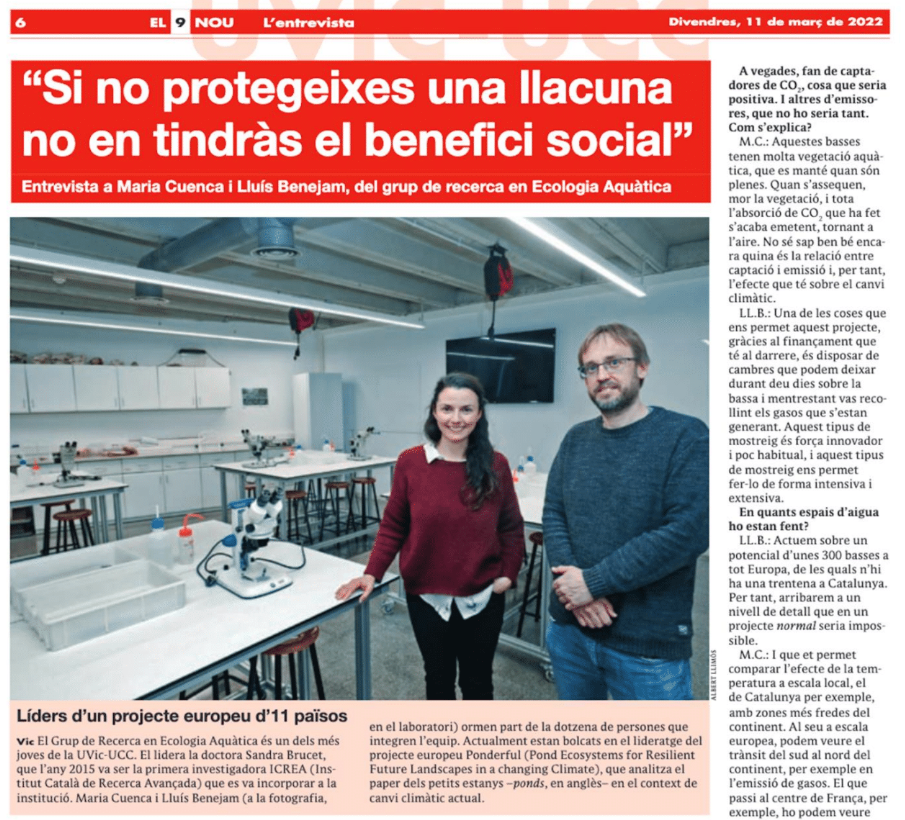 6 EL 9 NOU L'entrevista Divendres, 11 de març de 2022
UVic-UCC
“Si no protegeixes una llacuna
no en tindràs el benefici social”
Entrevista a Maria Cuenca i Lluís Benejam, del grup de recerca en Ecologia Aquàtica
ALBERT LLIMÓS
Líders d’un projecte europeu d’11 països
Vic El Grup de Recerca en Ecologia Aquàtica és un dels més
joves de la UVic-UCC. El lidera la doctora Sandra Brucet,
que l’any 2015 va ser la primera investigadora ICREA (Ins-
titut Català de Recerca Avançada) que es va incorporar a la
institució. Maria Cuenca i Lluís Benejam (a la fotografia,
en el laboratori) ormen part de la dotzena de persones que
integren l’equip. Actualment estan bolcats en el lideratge del
projecte europeu Ponderful (Pond Ecosystems for Resilient
Future Landscapes in a changing Climate), que analitza el
paper dels petits estanys –ponds, en anglès– en el context de
canvi climàtic actual.
A vegades, fan de capta-
dores de CO₂, cosa que seria
positiva. I altres d’emisso-
res, que no ho seria tant.
Com s’explica?
M.C.: Aquestes basses
tenen molta vegetació aquà-
tica, que es manté quan són
plenes. Quan s’assequen,
mor la vegetació, i tota
l’absorció de CO₂ que ha fet
s’acaba emetent, tornant a
l’aire. No sé sap ben bé enca-
ra quina és la relació entre
captació i emissió i, per tant,
l’efecte que té sobre el canvi
climàtic.
LL.B.: Una de les coses que
ens permet aquest projecte,
gràcies al finançament que
té al darrere, és disposar de
cambres que podem deixar
durant deu dies sobre la
bassa i mentrestant vas reco-
llint els gasos que s’estan
generant. Aquest tipus de
mostreig és força innovador
i poc habitual, i aquest tipus
de mostreig ens permet
fer-lo de forma intensiva i
extensiva.
En quants espais d’aigua
ho estan fent?
LL.B.: Actuem sobre un
potencial d’unes 300 basses a
tot Europa, de les quals n’hi
ha una trentena a Catalunya.
Per tant, arribarem a un
nivell de detall que en un
projecte normal seria impos-
sible.
M.C.: I que et permet
comparar l’efecte de la tem-
peratura a escala local, el
de Catalunya per exemple,
amb zones més fredes del
continent. Al seu a escala
europea, podem veure el
trànsit del sud al nord del
continent, per exemple en
l’emissió de gasos. El que
passi al centre de França, per
exemple, ho podem veure